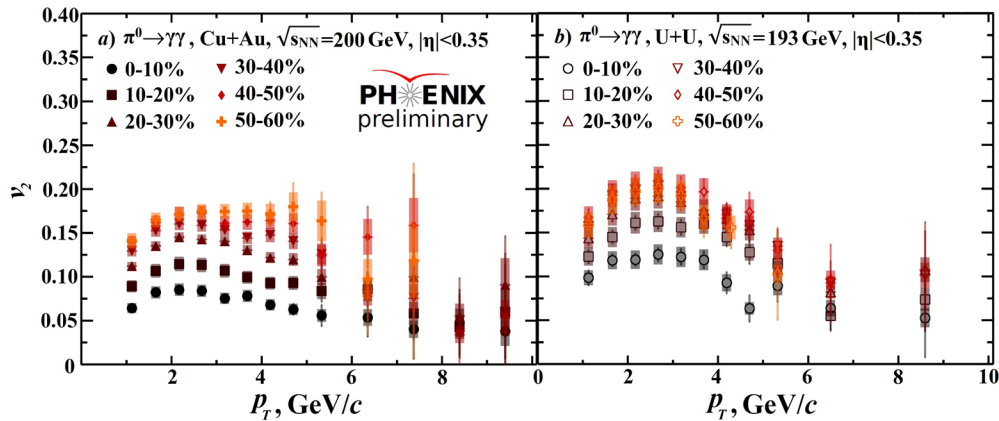 a) π⁰→γγ , Cu+Au, √sNN=200 GeV, |η|<0.35
0-10%
10-20%
20-30%
30-40%
40-50%
50-60%
PHENIX
preliminary
b) π⁰→γγ, U+U, √sNN=193 GeV, |η|<0.35
0-10%
10-20%
20-30%
30-40%
40-50%
50-60%
v2
0.40
0.35
0.30
0.25
0.20
0.15
0.10
0.05
0
2 4 6 8
0 2 4 6 8 10
pT, GeV/c
pT, GeV/c